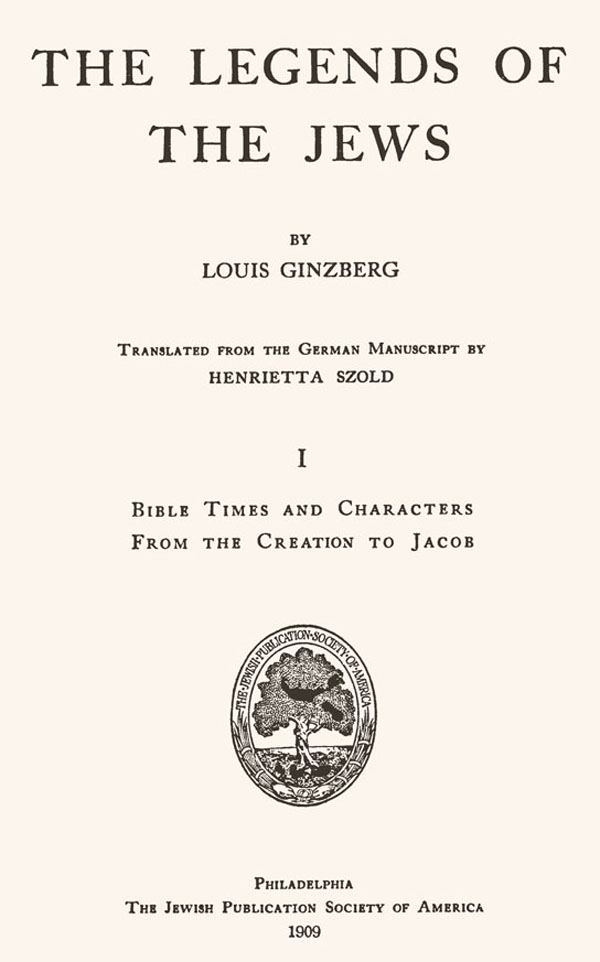 THE LEGENDS OF
THE JEWS
BY
LOUIS GINZBERG
TRANSLATED FROM THE GERMAN MANUSCRIPT BY
HENRIETTA SZOLD
I
BIBLE TIMES AND CHARACTERS
FROM THE CREATION TO JACOB
·THE·JEWISH·PUBLICATION·SOCIETY·OF·AMERICA
PHILADELPHIA
THE JEWISH PUBLICATION SOCIETY OF AMERICA
1909